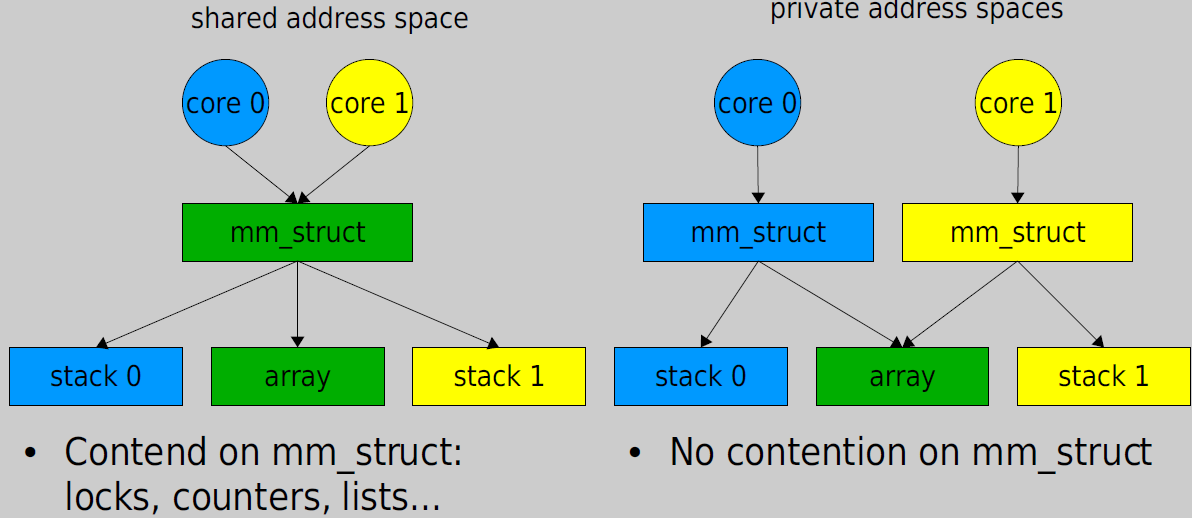 shared address space
private address spaces
core 0
core 1
core 0
core 1
mm_struct
mm_struct
mm_struct
stack 0
array
stack 1
stack 0
array
stack 1
• Contend on mm_struct:
locks, counters, lists...
• No contention on mm_struct